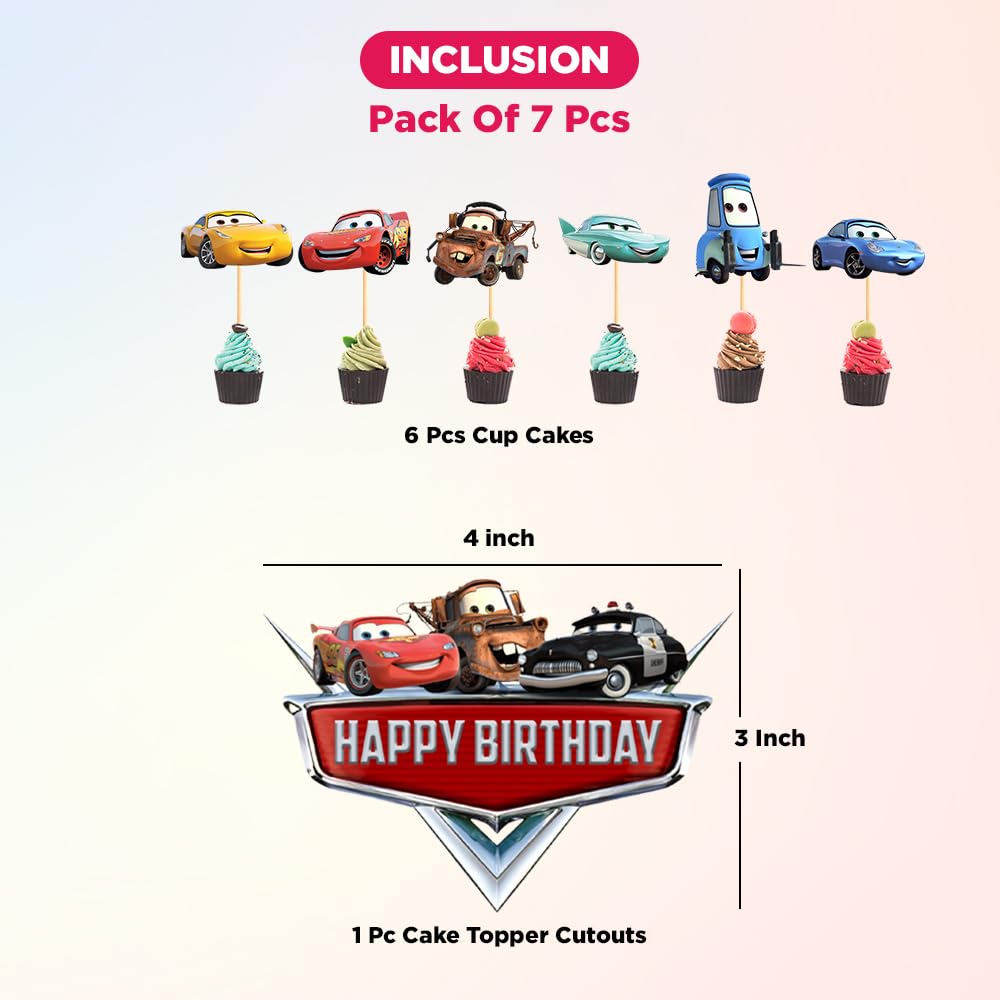 INCLUSION
Pack Of 7 Pcs
6 Pcs Cup Cakes
4 inch
HAPPY BIRTHDAY
3 Inch
1 Pc Cake Topper Cutouts